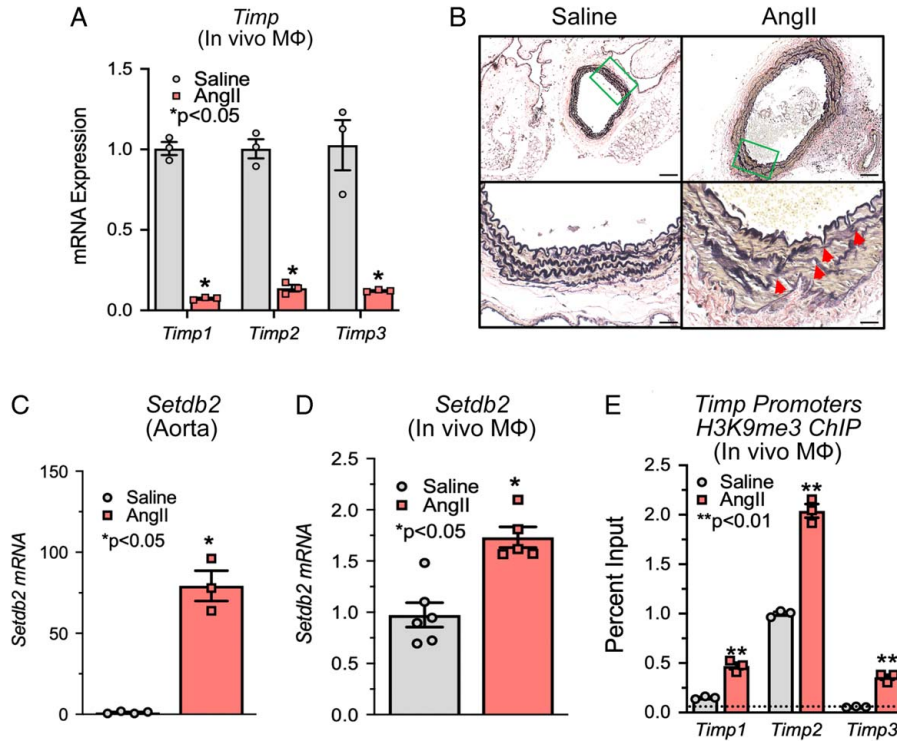 A
Timp
(In vivo MΦ)
mRNA Expression
1.5
1.0
0.5
0.0
Saline
AngII
*p<0.05
*
*
*
Timp1 Timp2 Timp3
B
Saline AngII
C
Setdb2
(Aorta)
Setdb2 mRNA
150
100
75
50
25
0
Saline
AngII
*p<0.05
*
D
Setdb2
(In vivo MΦ)
Setdb2 mRNA
2.5
2.0
1.5
1.0
0.5
0.0
Saline
AngII
*p<0.05
*
E
Timp Promoters
H3K9me3 ChIP
(In vivo MΦ)
Percent Input
2.5
2.0
1.5
1.0
0.5
0.0
Saline
AngII
**p<0.01
**
**
**
Timp1 Timp2 Timp3